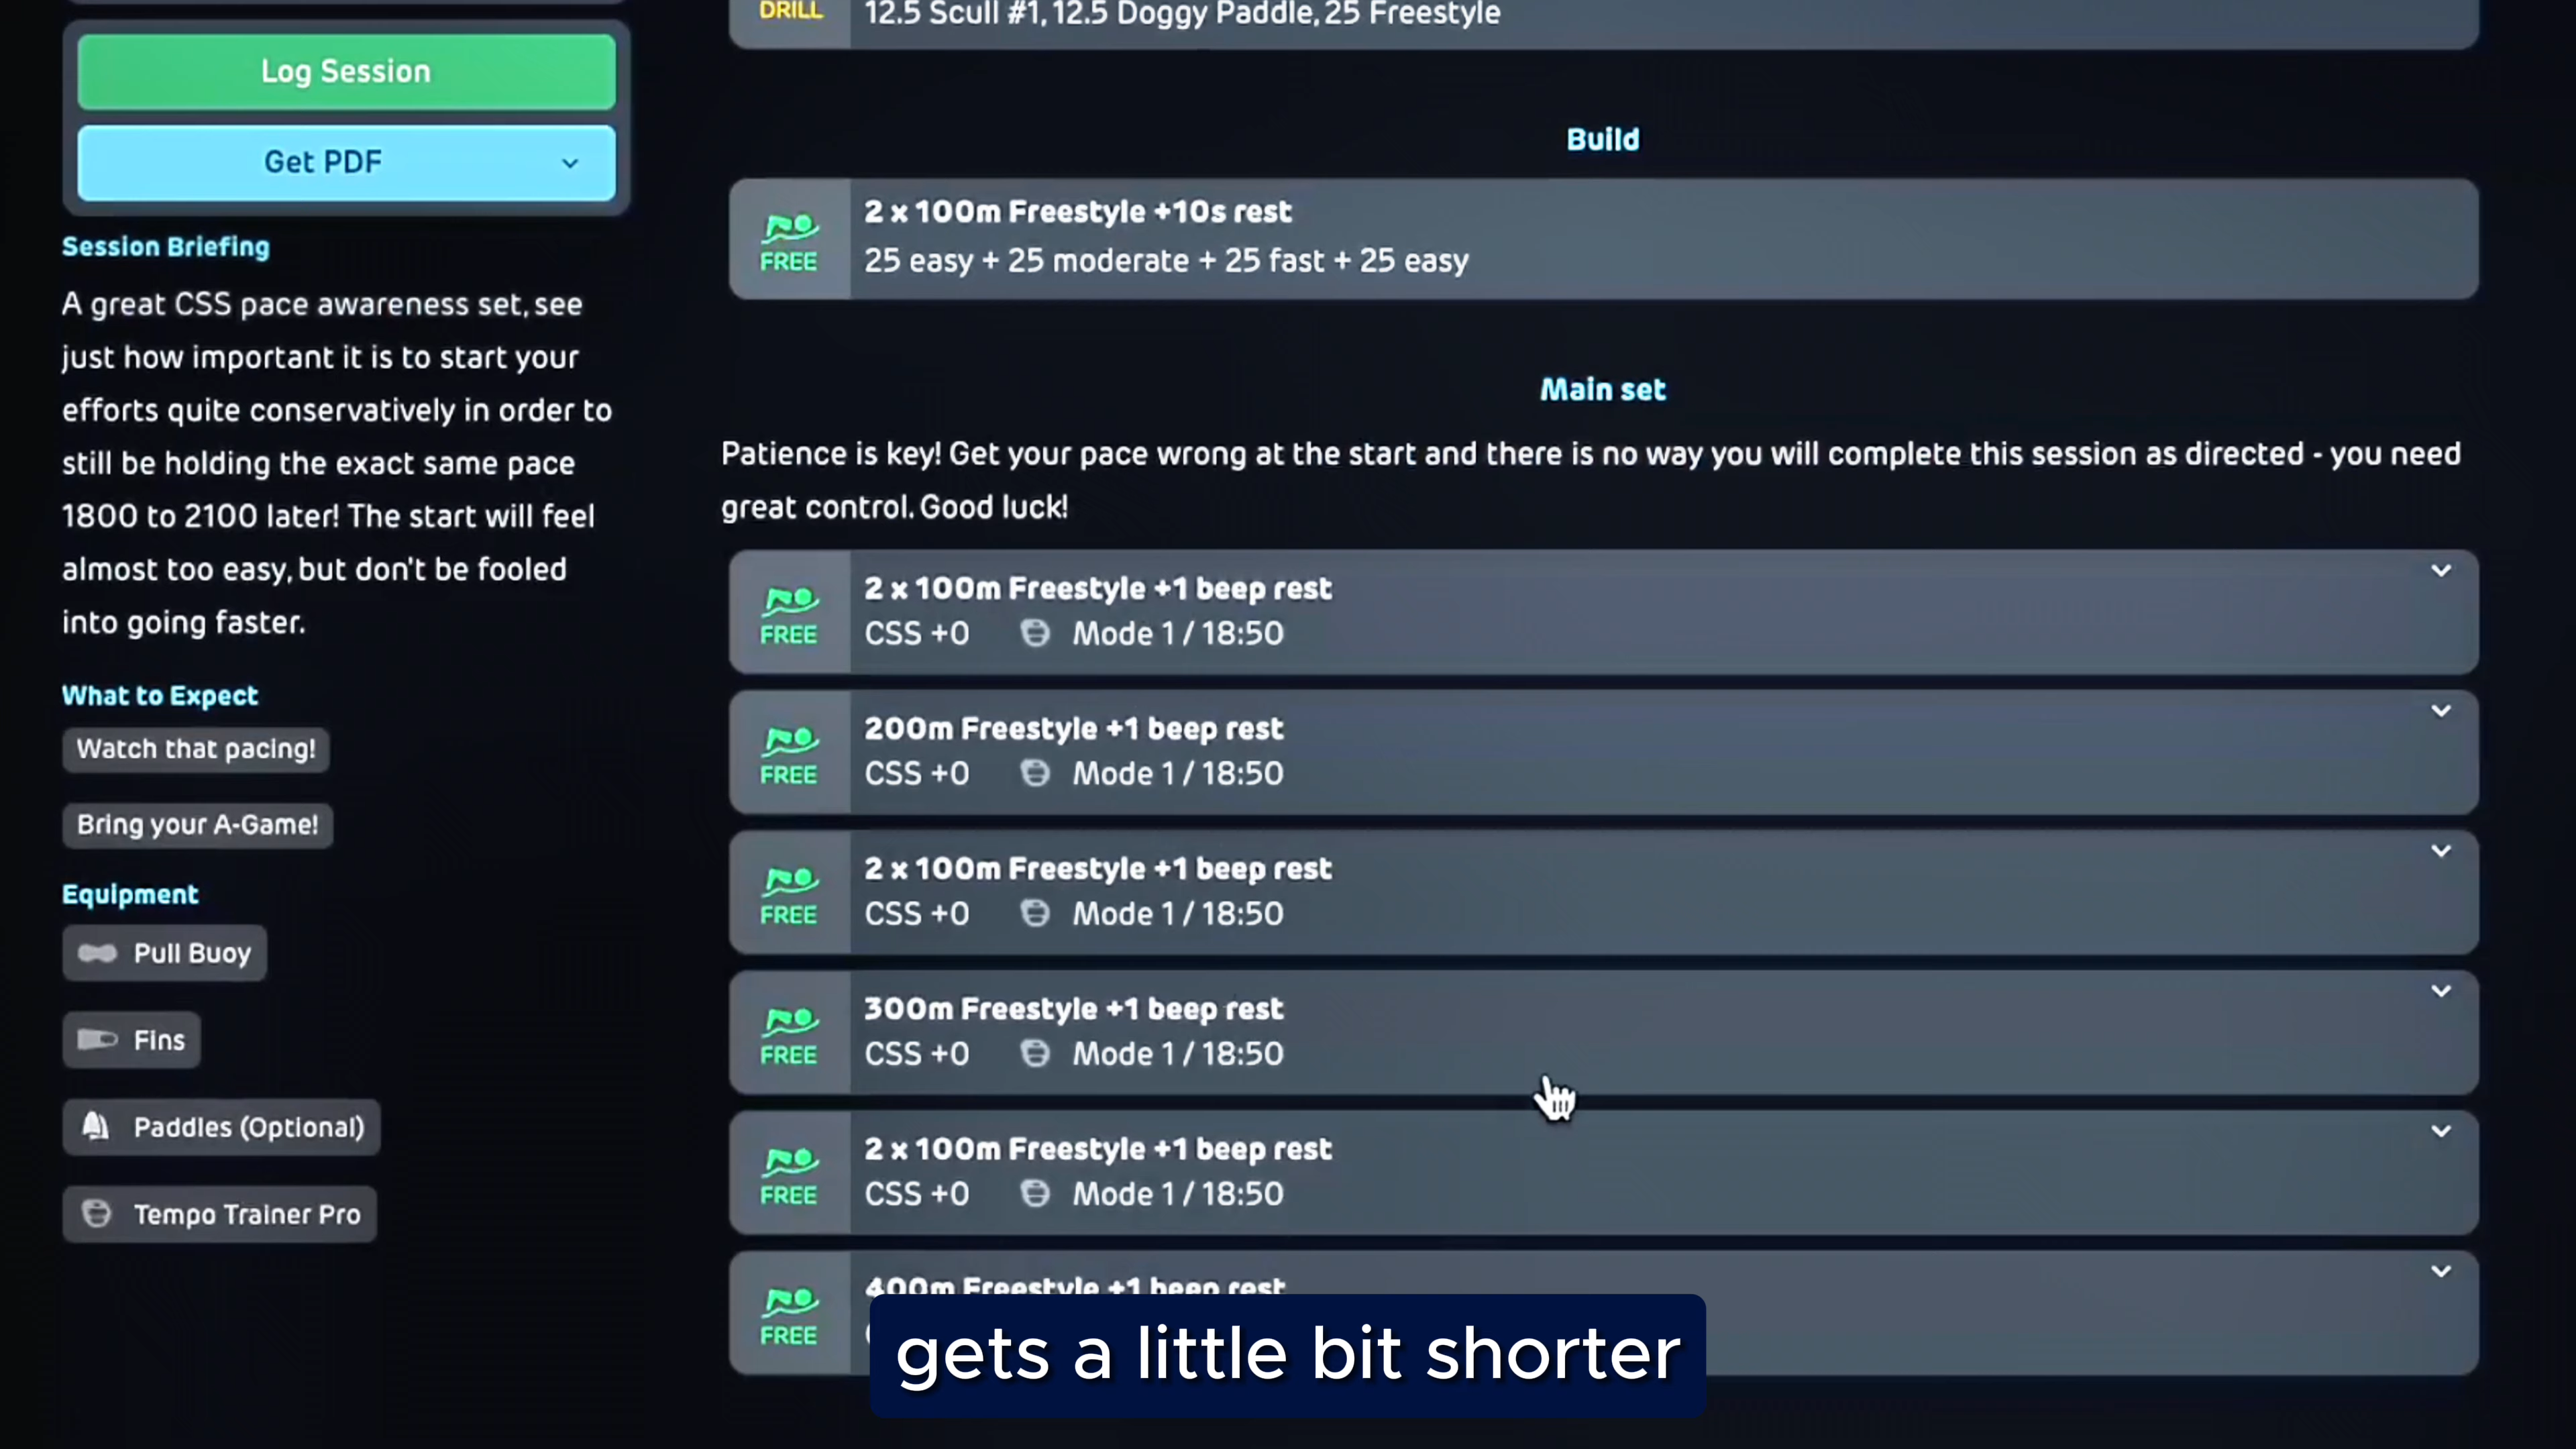 Log Session
Get PDF
Session Briefing
A great CSS pace awareness set, see
just how important it is to start your
efforts quite conservatively in order to
still be holding the exact same pace
1800 to 2100 later! The start will feel
almost too easy, but don't be fooled
into going faster.
What to Expect
Watch that pacing!
Bring your A-Game!
Equipment
Pull Buoy
Fins
Paddles (Optional)
Tempo Trainer Pro
DRILL
12.5 Scull #1, 12.5 Doggy Paddle, 25 Freestyle
Build
FREE
2 x 100m Freestyle +10s rest
25 easy + 25 moderate + 25 fast + 25 easy
Main set
Patience is key! Get your pace wrong at the start and there is no way you will complete this session as directed - you need
great control. Good luck!
FREE
2 x 100m Freestyle +1 beep rest
CSS +0 Mode 1 / 18:50
FREE
200m Freestyle +1 beep rest
CSS +0 Mode 1 / 18:50
FREE
2 x 100m Freestyle +1 beep rest
CSS +0 Mode 1 / 18:50
FREE
300m Freestyle +1 beep rest
CSS +0 Mode 1 / 18:50
FREE
2 x 100m Freestyle +1 beep rest
CSS +0 Mode 1 / 18:50
FREE
400m Freestyle +1 beep rest
gets a little bit shorter